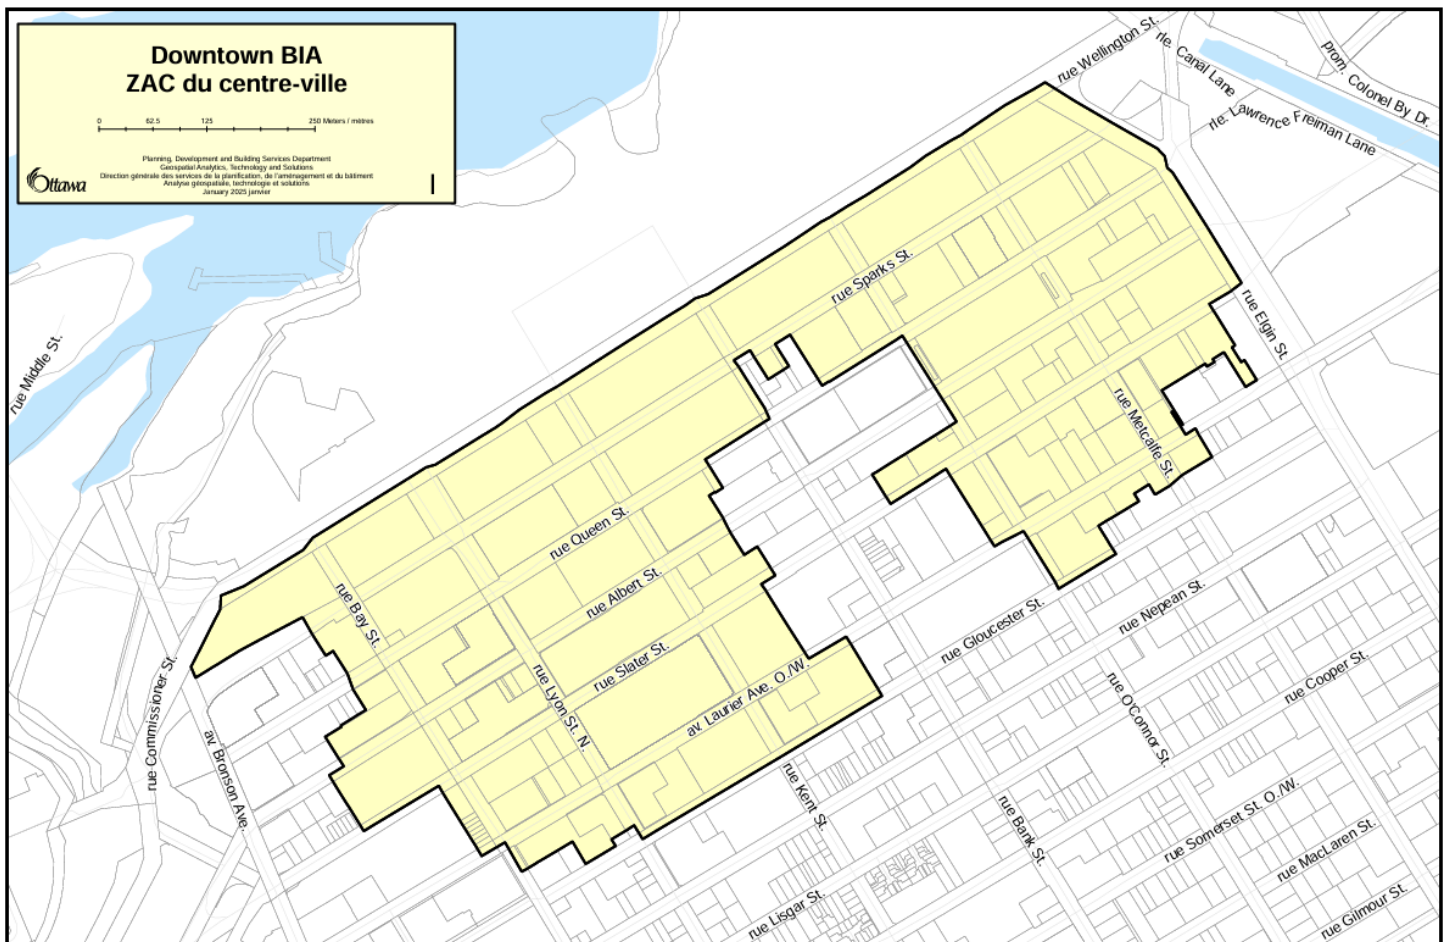 Downtown BIA
ZAC du centre-ville
0 62.5 125 250 Meters / mètres
Planning, Development and Building Services Department
Geospatial Analytics, Technology and Solutions
Direction générale des services de la planification, de l'aménagement et du bâtiment
Analyse géospatiale, technologie et solutions
January 2025 janvier
Ottawa
rue Wellington St.
rle. Canal Lane
prom. Colonel By Dr.
rle. Lawrence Freiman Lane
rue Sparks St.
rue Elgin St.
rue Middle St.
rue Metcalfe St.
rue Queen St.
rue Albert St.
rue Bay St.
rue Slater St.
rue Gloucester St.
rue Nepean St.
rue Commissioner St.
rue Lyon St. N.
av. Laurier Ave. O./W.
rue Cooper St.
rue O'Connor St.
av. Bronson Ave.
rue Kent St.
rue Bank St.
rue Somerset St. O./W.
rue MacLaren St.
rue Lisgar St.
rue Gilmour St.